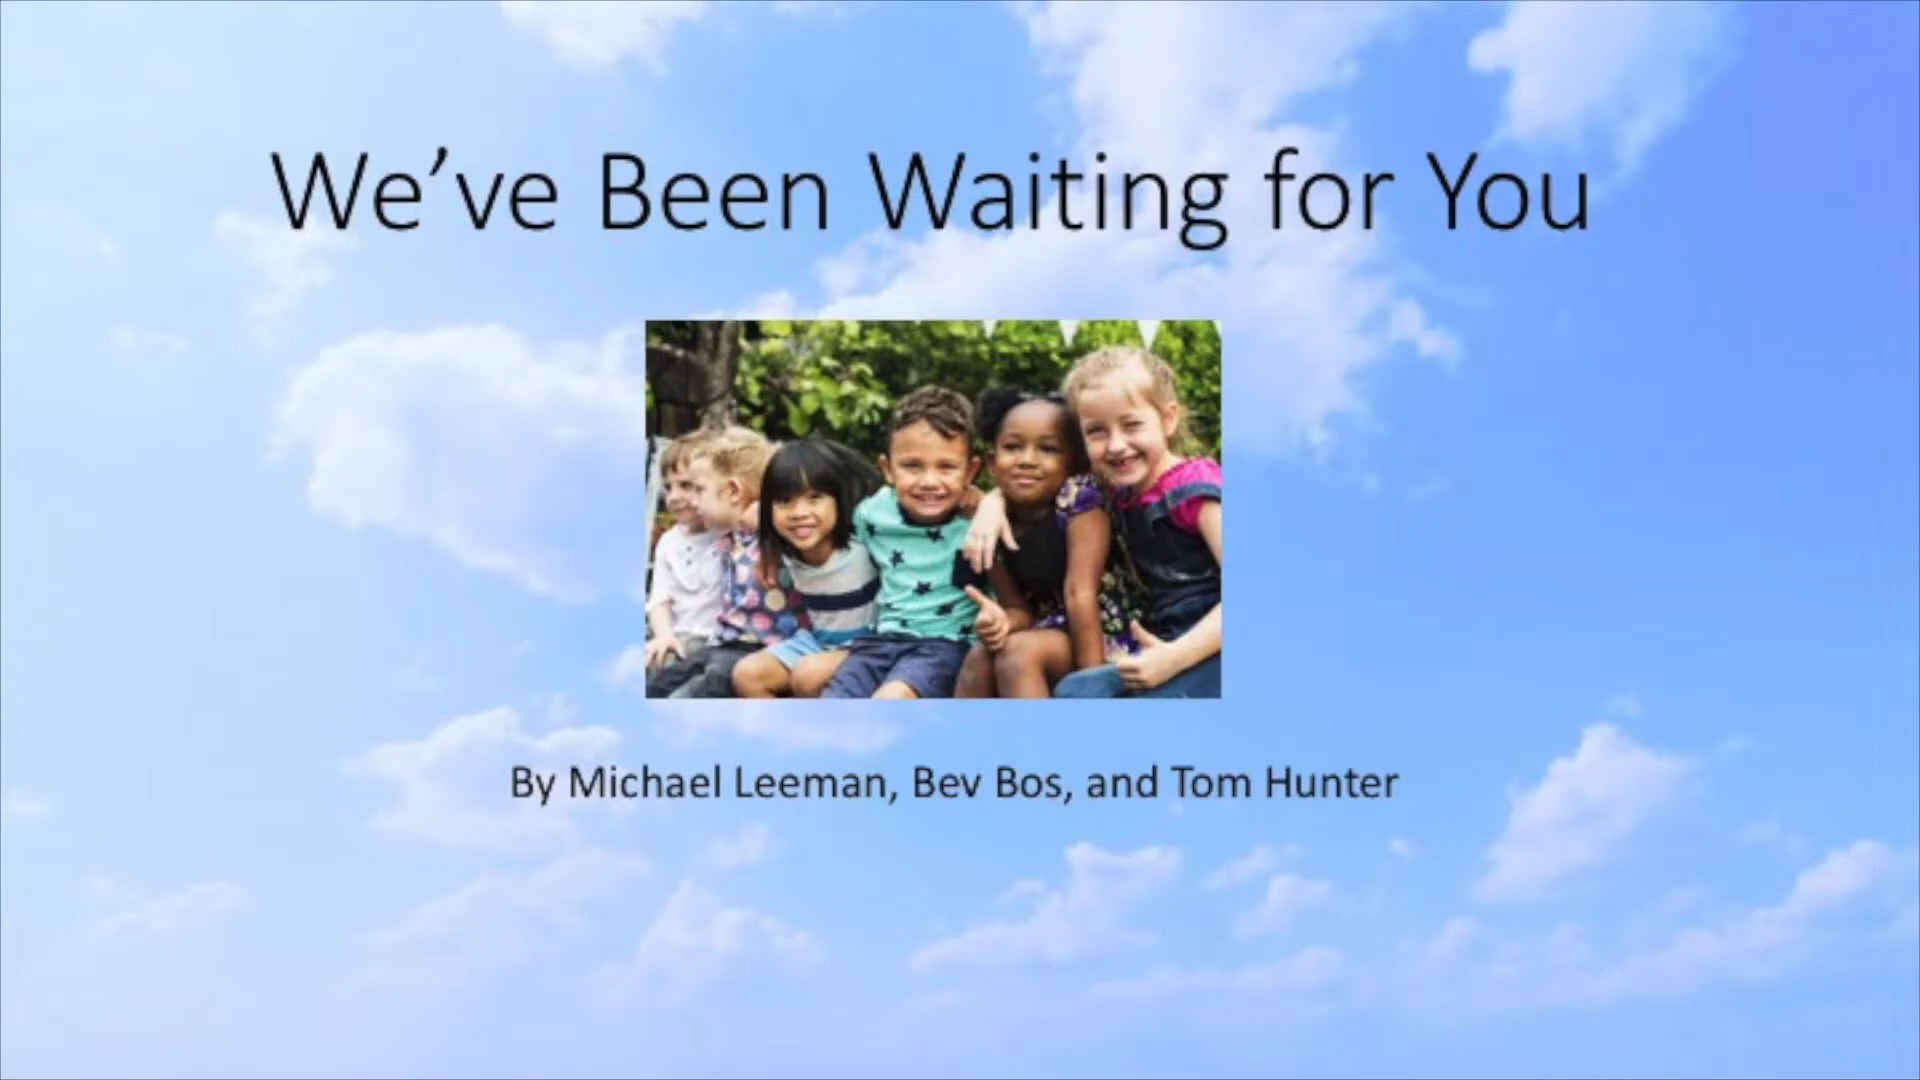 We’ve Been Waiting for You
By Michael Leeman, Bev Bos, and Tom Hunter